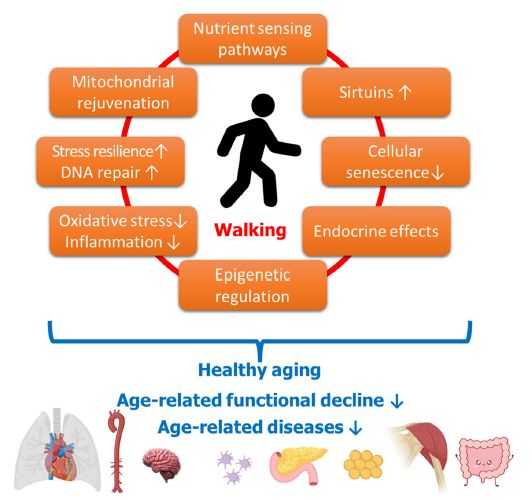 Nutrient sensing
pathways
Mitochondrial
rejuvenation
Sirtuins ↑
Stress resilience↑
DNA repair ↑
Cellular
senescence↓
Oxidative stress↓
Inflammation ↓
Walking
Endocrine effects
Epigenetic
regulation
Healthy aging
Age-related functional decline ↓
Age-related diseases ↓